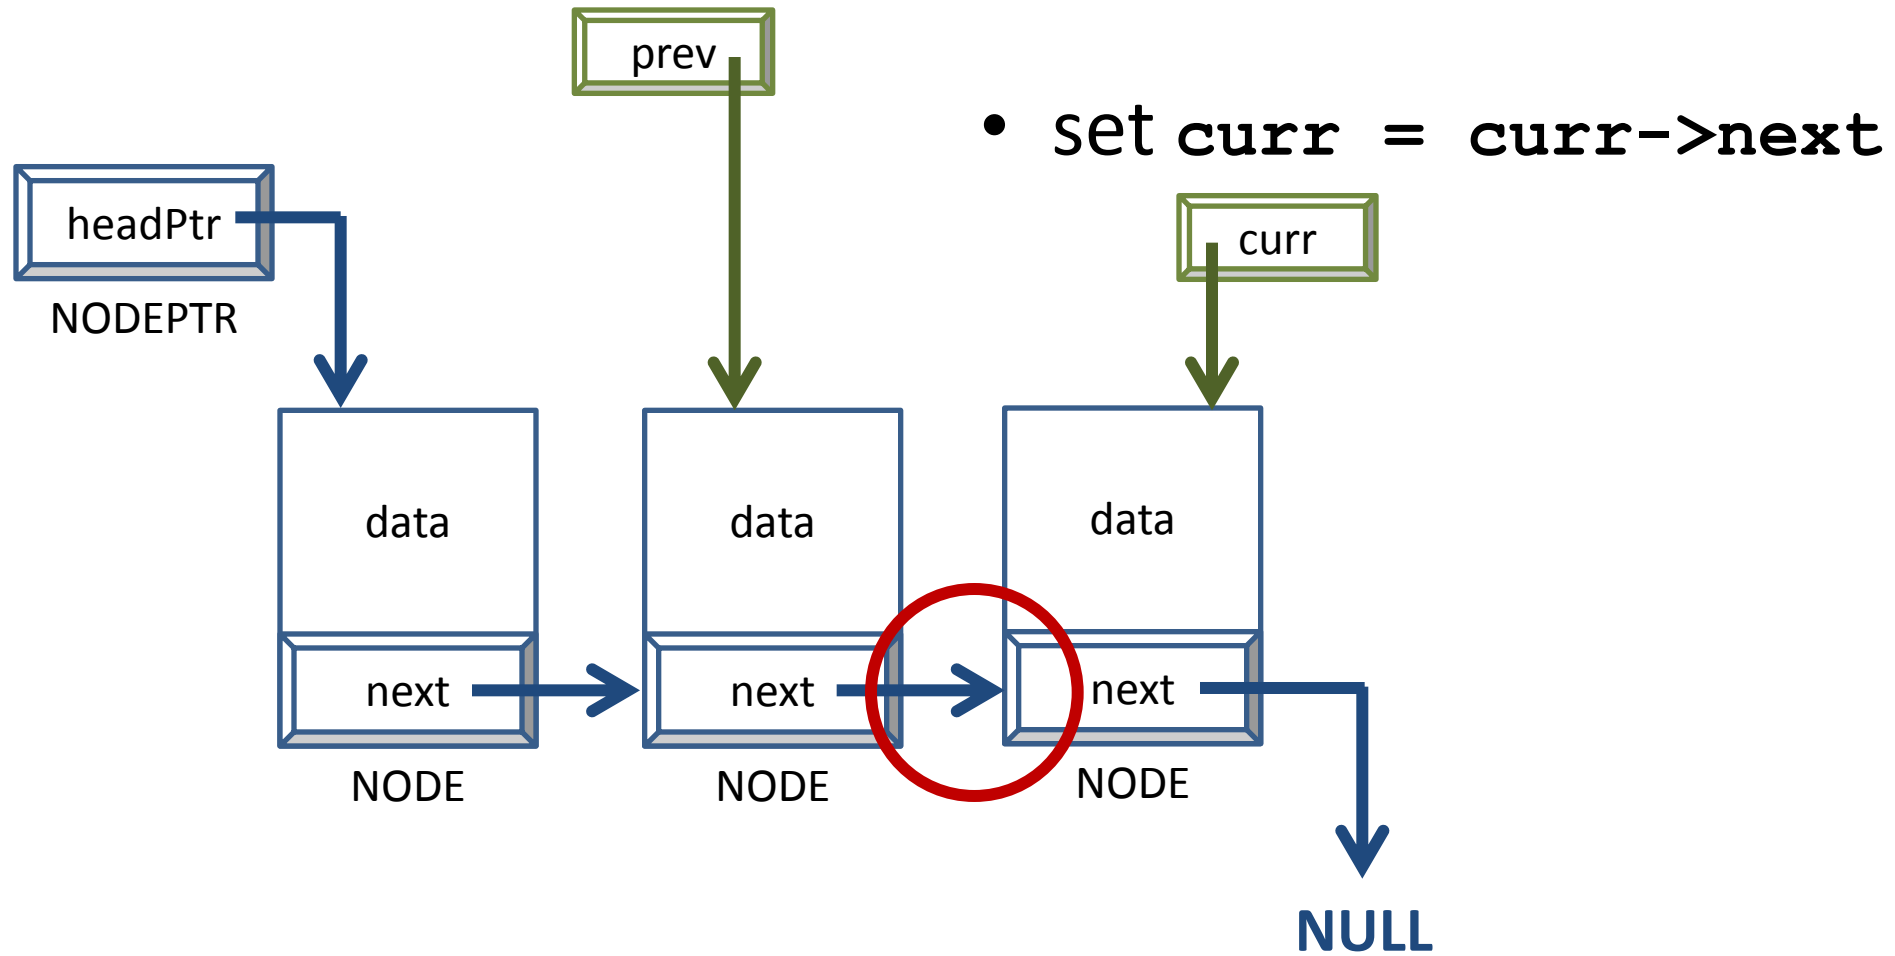 prev
• set curr = curr->next
headPtr
curr
NODEPTR
data
data
data
next
next
next
NODE
NODE
NODE
NULL